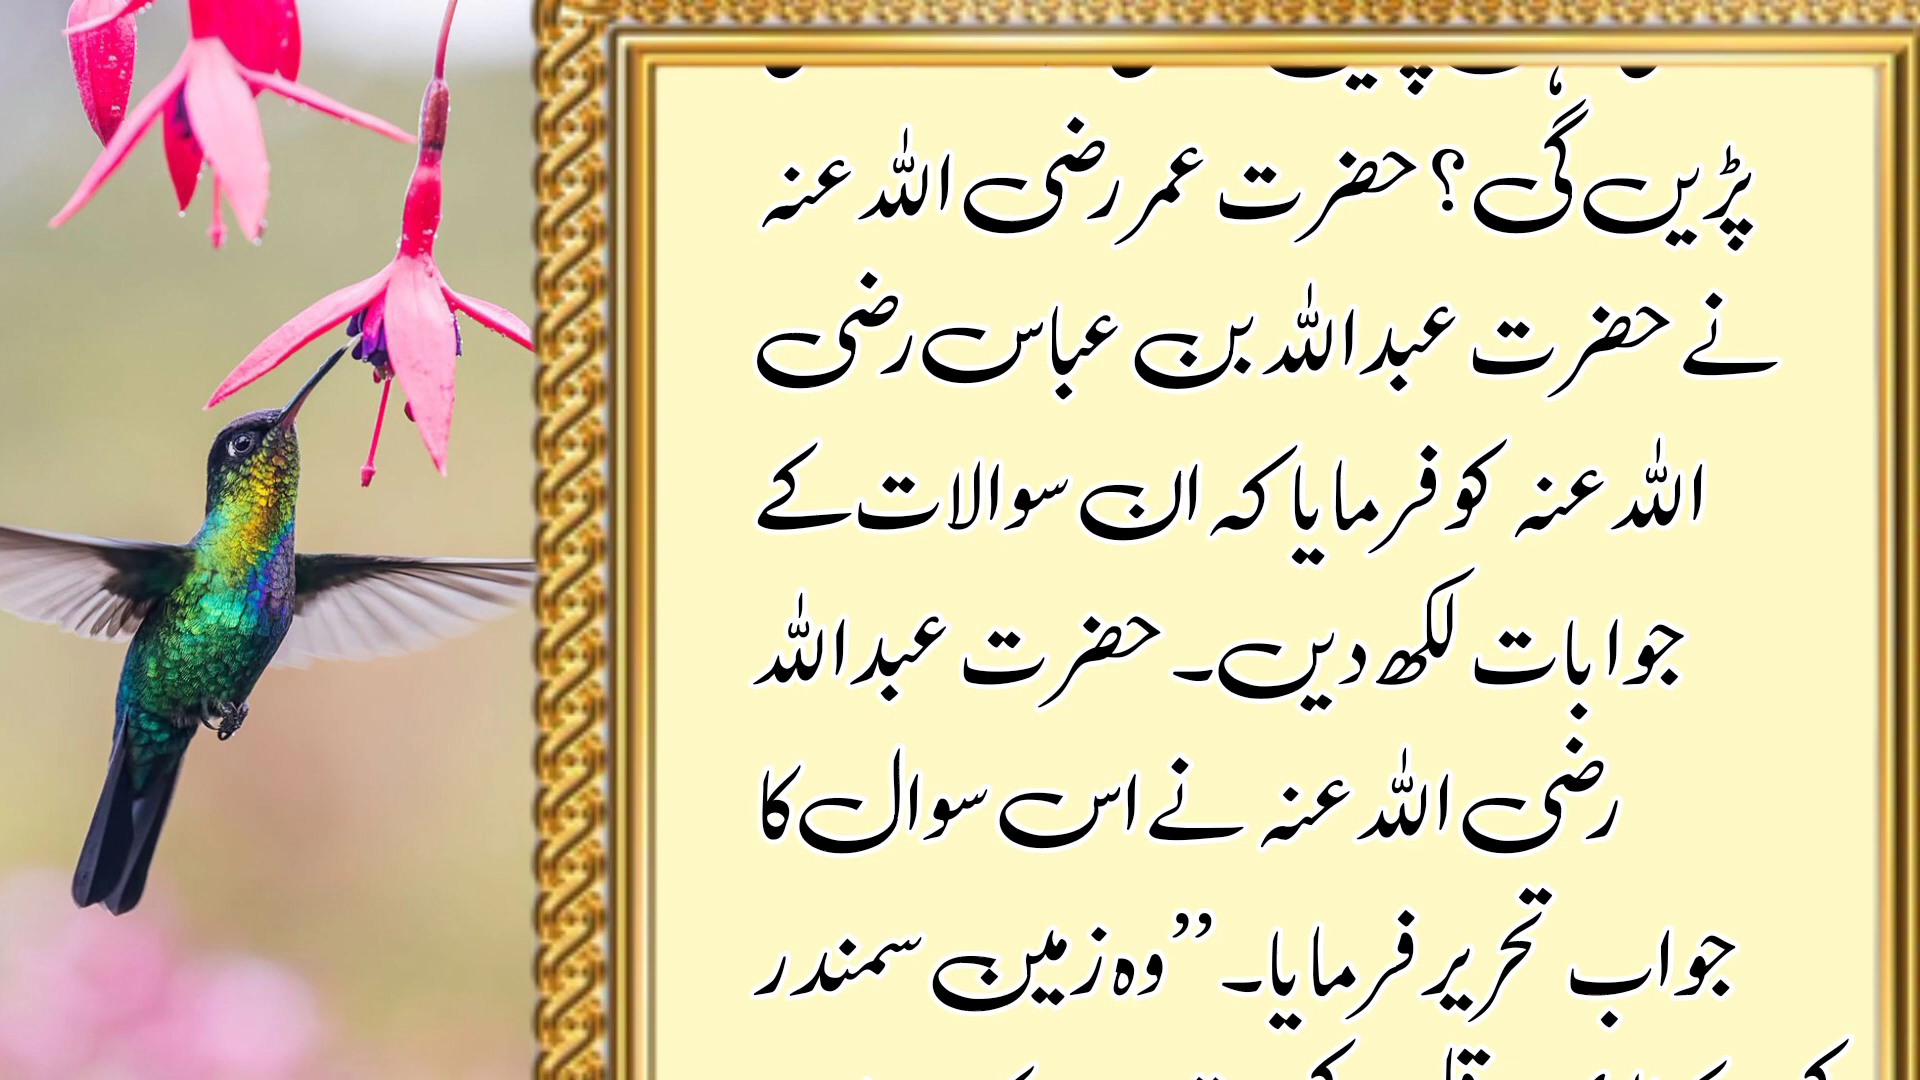 پڑیں گی؟ حضرت عمر رضی اللہ عنہ
نے حضرت عبداللہ بن عباس رضی
اللہ عنہ کو فرمایا کہ ان سوالات کے
جوابات لکھ دیں۔ حضرت عبداللہ
رضی اللہ عنہ نے اس سوال کا
جواب تحریر فرمایا۔ ”وہ زمین سمندر